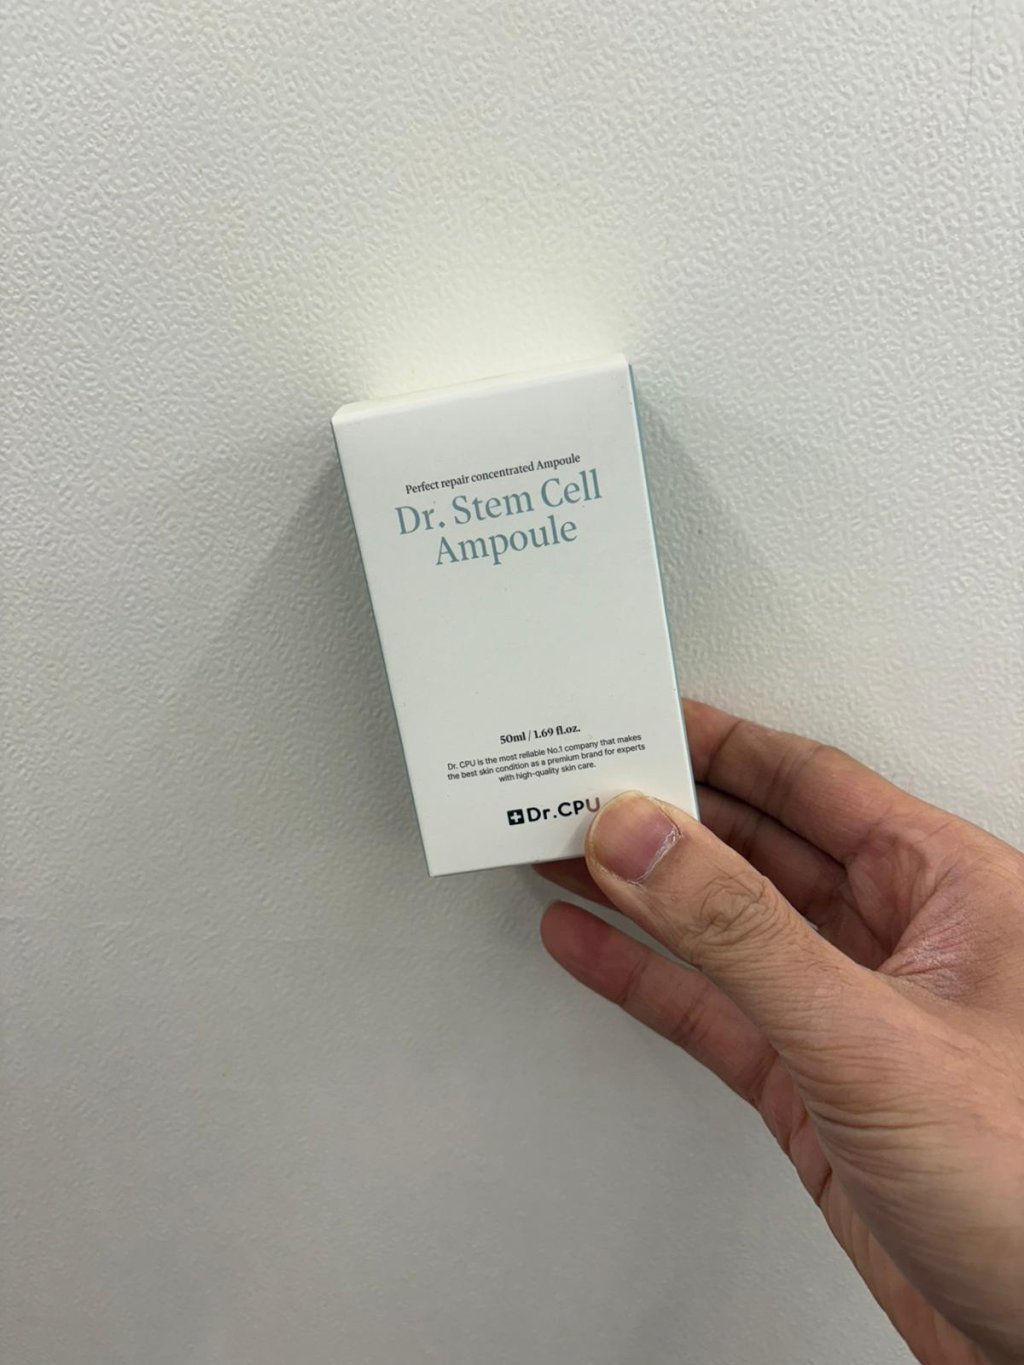 Perfect repair concentrated Ampoule
Dr. Stem Cell
Ampoule
50ml / 1.69 fl.oz.
Dr. CPU is the most reliable No.1 company that makes
the best skin condition as a premium brand for experts
with high-quality skin care.
Dr.CPU